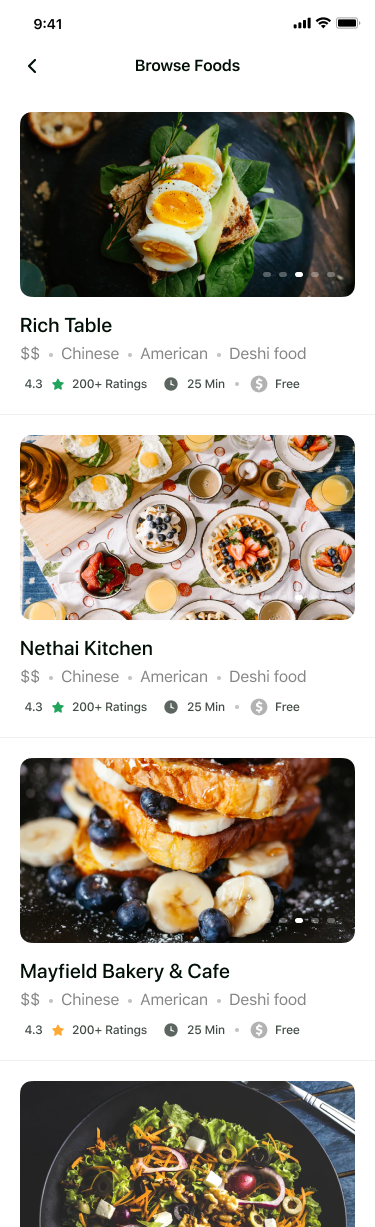 9:41
Browse Foods
Rich Table
$$ • Chinese • American • Deshi food
4.3 200+ Ratings 25 Min • $ Free
Nethai Kitchen
$$ • Chinese • American • Deshi food
4.3 200+ Ratings 25 Min • $ Free
Mayfield Bakery & Cafe
$$ • Chinese • American • Deshi food
4.3 200+ Ratings 25 Min • $ Free